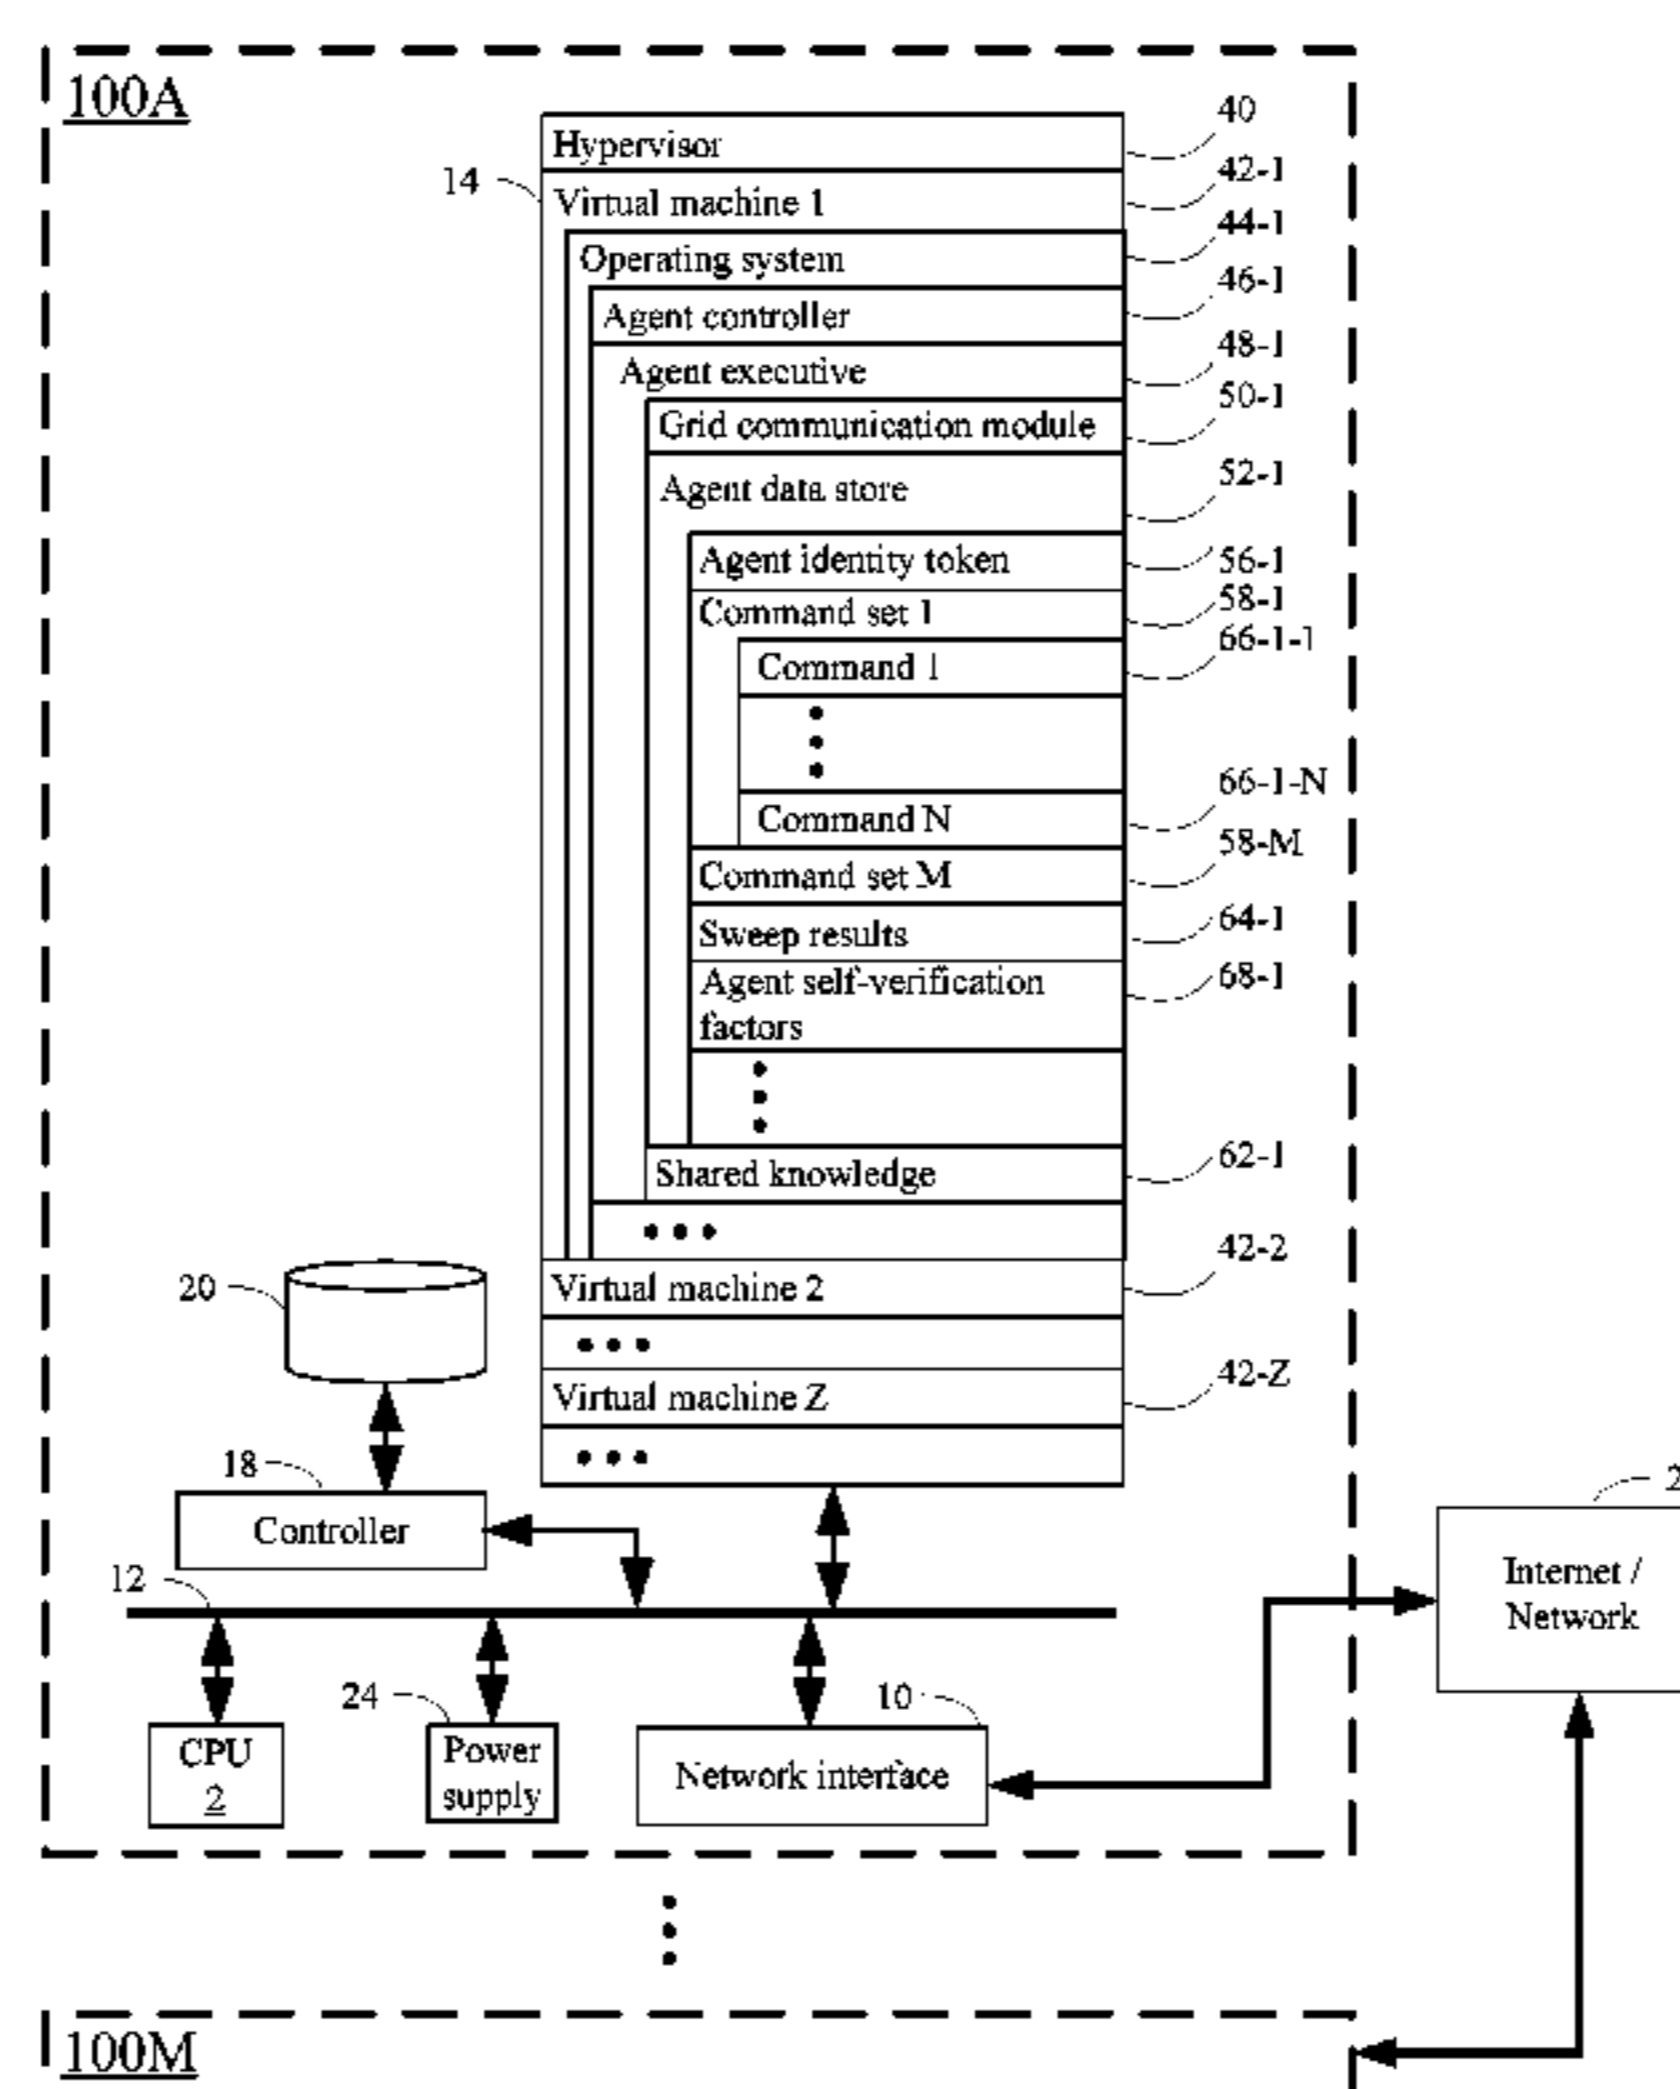 100A
Hypervisor
40
14
Virtual machine 1
42-1
Operating system
44-1
Agent controller
46-1
Agent executive
48-1
Grid communication module
50-1
Agent data store
52-1
Agent identity token
56-1
Command set 1
58-1
Command 1
66-1-1
Command N
66-1-N
Command set M
58-M
Sweep results
64-1
Agent self-verification
factors
68-1
Shared knowledge
62-1
20
Virtual machine 2
42-2
Virtual machine Z
42-Z
18
Controller
12
Internet /
Network
24
10
CPU
2
Power
supply
Network interface
100M